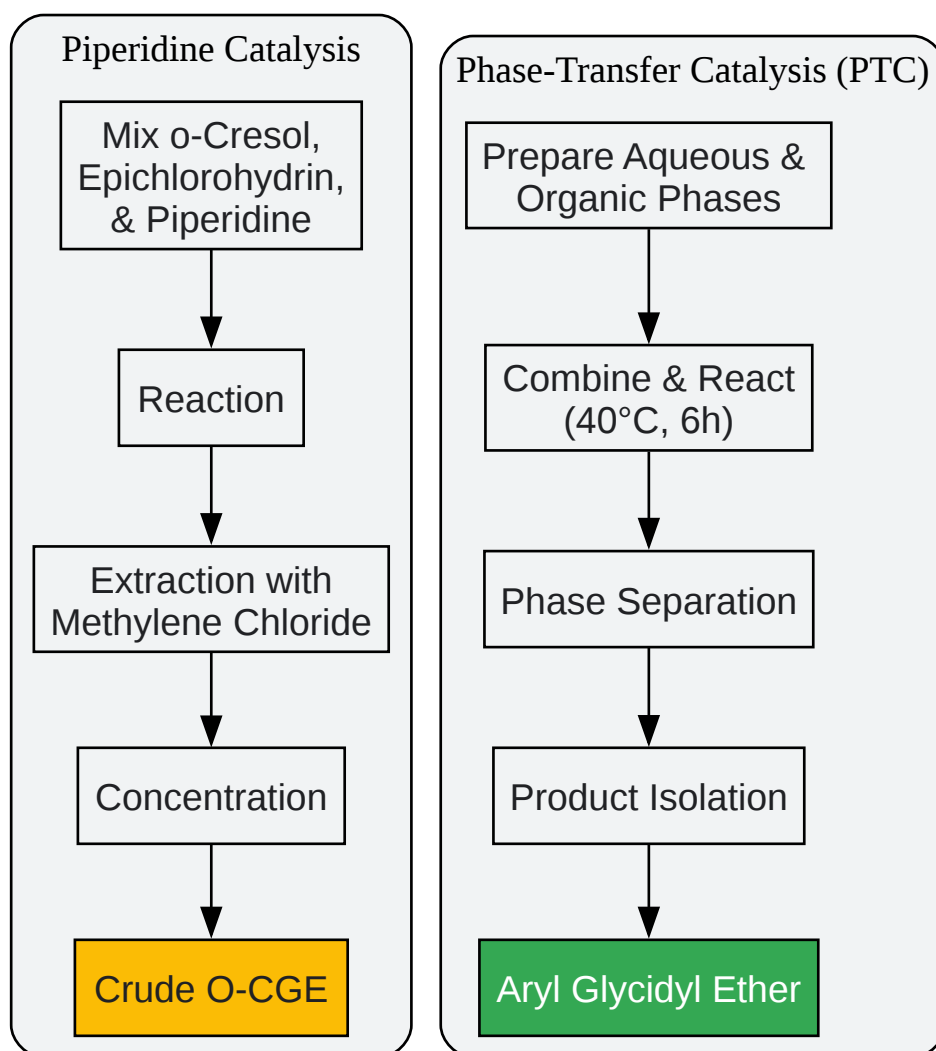 Piperidine Catalysis
Mix o-Cresol,
Epichlorohydrin,
& Piperidine
Reaction
Extraction with
Methylene Chloride
Concentration
Crude O-CGE
Phase-Transfer Catalysis (PTC)
Prepare Aqueous &
Organic Phases
Combine & React
(40°C, 6h)
Phase Separation
Product Isolation
Aryl Glycidyl Ether